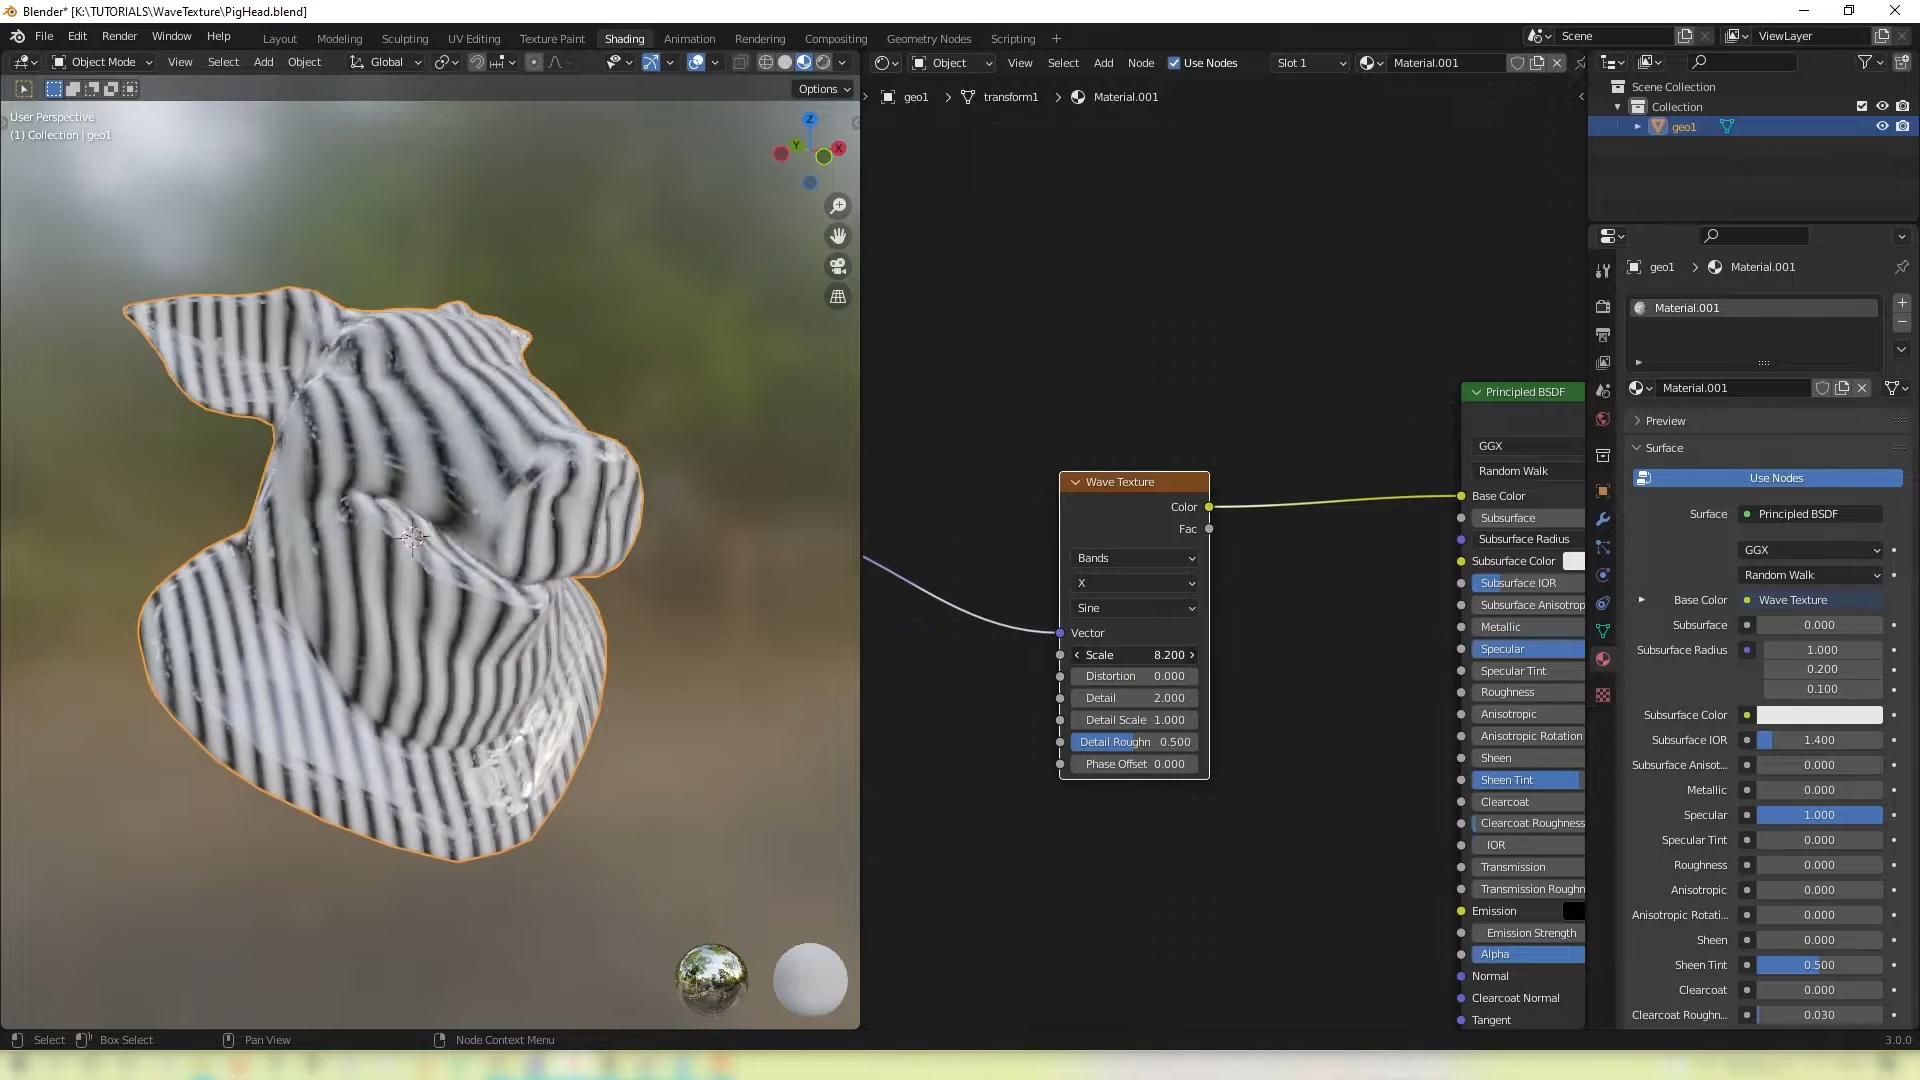 Blender* [K:\TUTORIALS\WaveTexture\PigHead.blend]
File Edit Render Window Help Layout Modeling Sculpting UV Editing Texture Paint Shading Animation Rendering Compositing Geometry Nodes Scripting + Scene ViewLayer
Object Mode View Select Add Object Global
Object View Select Add Node Use Nodes Slot 1 Material.001
Options
User Perspective
(1) Collection | geo1
Z
Y
X
geo1 > transform1 > Material.001
Wave Texture
Color
Fac
Bands
X
Sine
Vector
Scale 8.200
Distortion 0.000
Detail 2.000
Detail Scale 1.000
Detail Roughn 0.500
Phase Offset 0.000
Principled BSDF
GGX
Random Walk
Base Color
Subsurface
Subsurface Radius
Subsurface Color
Subsurface IOR
Subsurface Anisotrop
Metallic
Specular
Specular Tint
Roughness
Anisotropic
Anisotropic Rotation
Sheen
Sheen Tint
Clearcoat
Clearcoat Roughness
IOR
Transmission
Transmission Roughn
Emission
Emission Strength
Alpha
Normal
Clearcoat Normal
Tangent
Scene Collection
Collection
geo1
geo1 > Material.001
Material.001
Material.001
Preview
Surface
Use Nodes
Surface Principled BSDF
GGX
Random Walk
Base Color Wave Texture
Subsurface 0.000
Subsurface Radius 1.000
0.200
0.100
Subsurface Color
Subsurface IOR 1.400
Subsurface Anisot... 0.000
Metallic 0.000
Specular 1.000
Specular Tint 0.000
Roughness 0.000
Anisotropic 0.000
Anisotropic Rotati... 0.000
Sheen 0.000
Sheen Tint 0.500
Clearcoat 0.000
Clearcoat Roughn... 0.030
Select Box Select Pan View Node Context Menu 3.0.0